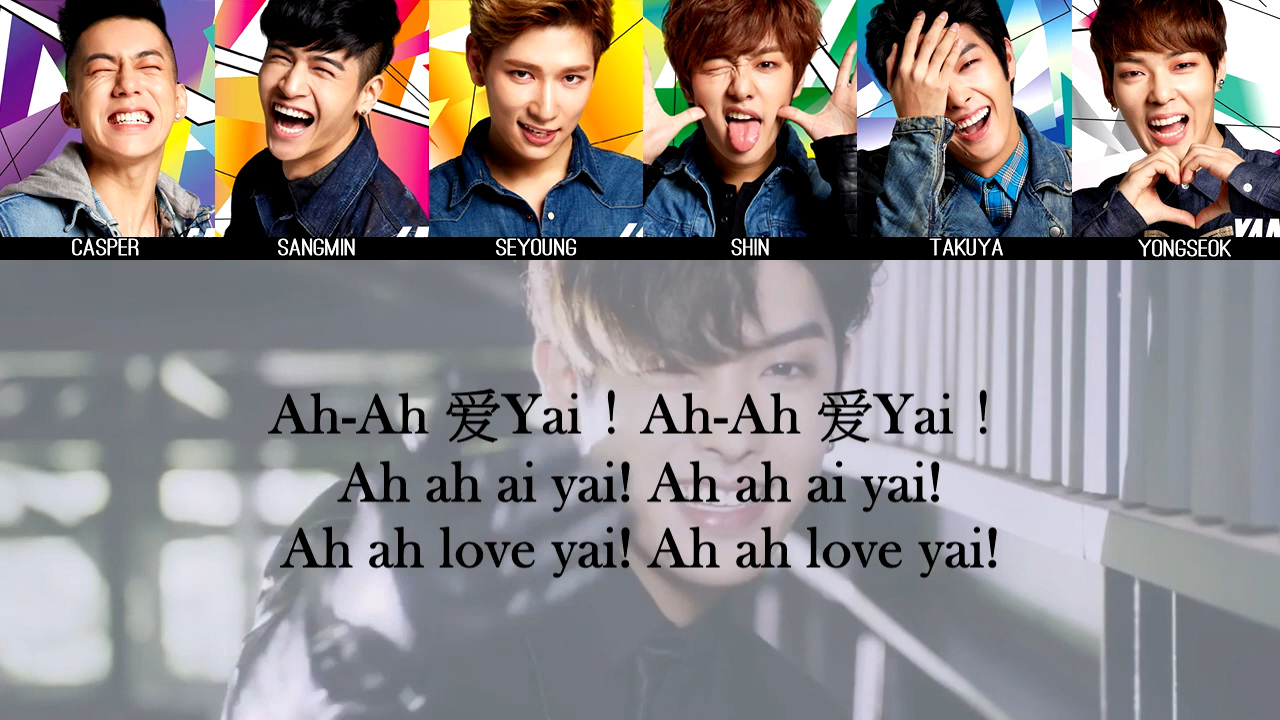 CASPER SANGMIN SEYOUNG SHIN TAKUYA YONGSEOK
Ah-Ah 爱Yai！Ah-Ah 爱Yai！
Ah ah ai yai! Ah ah ai yai!
Ah ah love yai! Ah ah love yai!